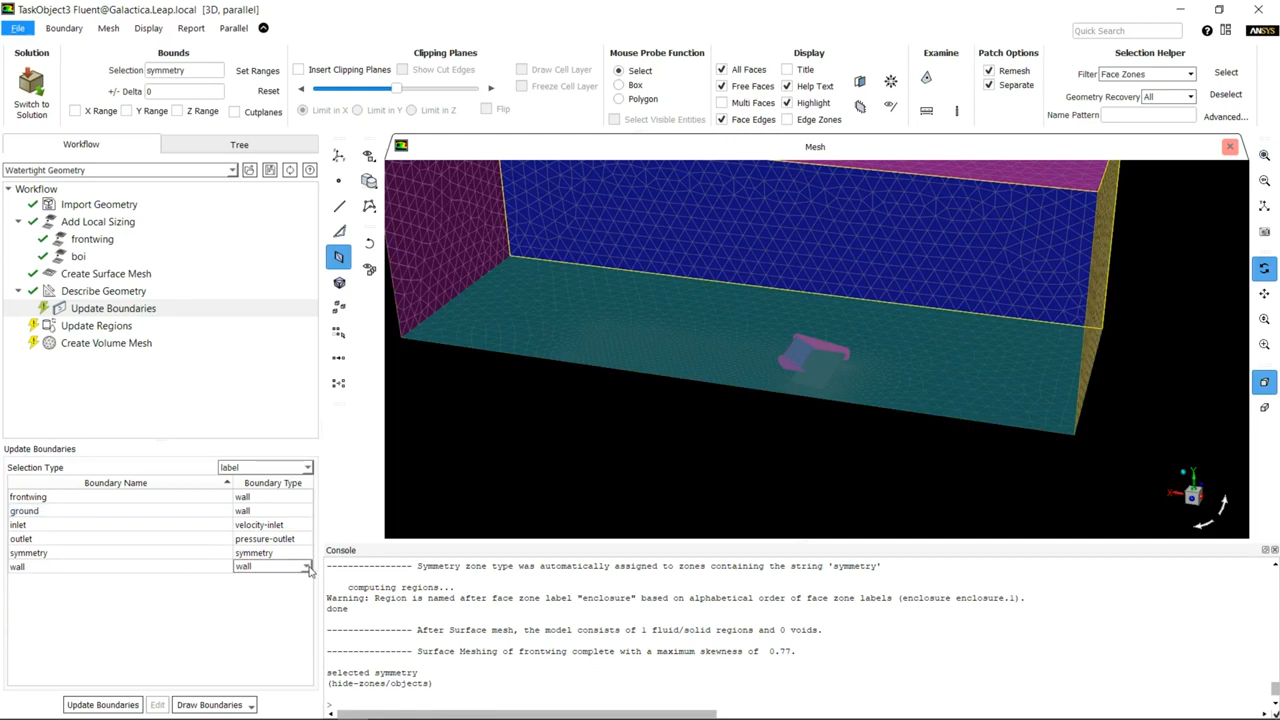 TaskObject3 Fluent@Galactica.Leap.local [3D, parallel]
File Boundary Mesh Display Report Parallel
Quick Search
ANSYS
Solution Bounds Clipping Planes Mouse Probe Function Display Examine Patch Options Selection Helper
Switch to
Solution
Selection symmetry Set Ranges
+/- Delta 0 Reset
X Range Y Range Z Range Cutplanes
Insert Clipping Planes Show Cut Edges Draw Cell Layer
Freeze Cell Layer
Limit in X Limit in Y Limit in Z Flip
Select
Box
Polygon
Select Visible Entities
All Faces Title
Free Faces Help Text
Multi Faces Highlight
Face Edges Edge Zones
Remesh
Separate
Filter Face Zones Select
Geometry Recovery All Deselect
Name Pattern Advanced...
Workflow Tree
Watertight Geometry
Workflow
Import Geometry
Add Local Sizing
frontwing
boi
Create Surface Mesh
Describe Geometry
Update Boundaries
Update Regions
Create Volume Mesh
Mesh
X
Y
Update Boundaries
Selection Type label
Boundary Name Boundary Type
frontwing wall
ground wall
inlet velocity-inlet
outlet pressure-outlet
symmetry symmetry
wall wall
Update Boundaries Edit Draw Boundaries
Console
--------------- Symmetry zone type was automatically assigned to zones containing the string 'symmetry'
computing regions...
Warning: Region is named after face zone label "enclosure" based on alphabetical order of face zone labels (enclosure enclosure.1).
done
--------------- After Surface mesh, the model consists of 1 fluid/solid regions and 0 voids.
--------------- Surface Meshing of frontwing complete with a maximum skewness of 0.77.
selected symmetry
(hide-zones/objects)
>